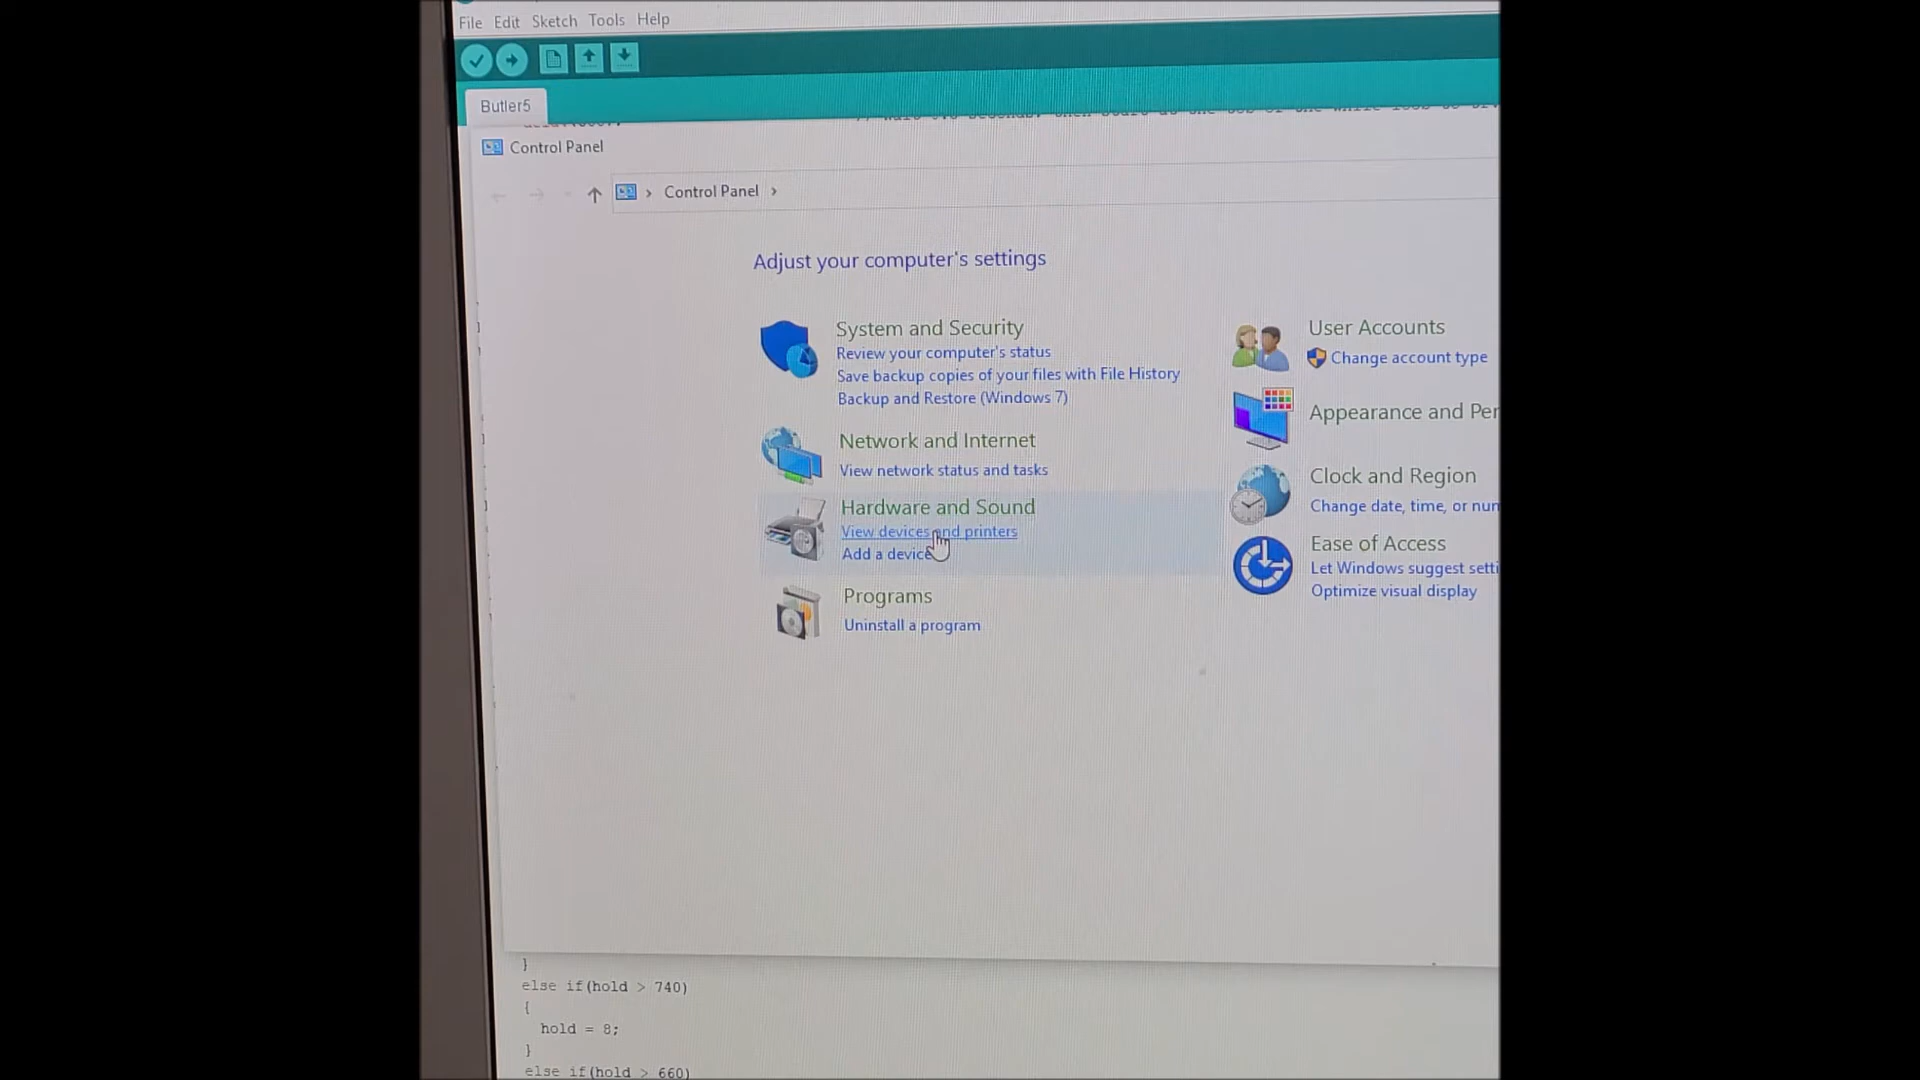 File Edit Sketch Tools Help
Butler5
Control Panel
Control Panel
Adjust your computer's settings
System and Security
Review your computer's status
Save backup copies of your files with File History
Backup and Restore (Windows 7)
Network and Internet
View network status and tasks
Hardware and Sound
View devices and printers
Add a device
Programs
Uninstall a program
User Accounts
Change account type
Appearance and Per
Clock and Region
Change date, time, or num
Ease of Access
Let Windows suggest setti
Optimize visual display
}
else if(hold > 740)
{
hold = 8;
}
else if(hold > 660)